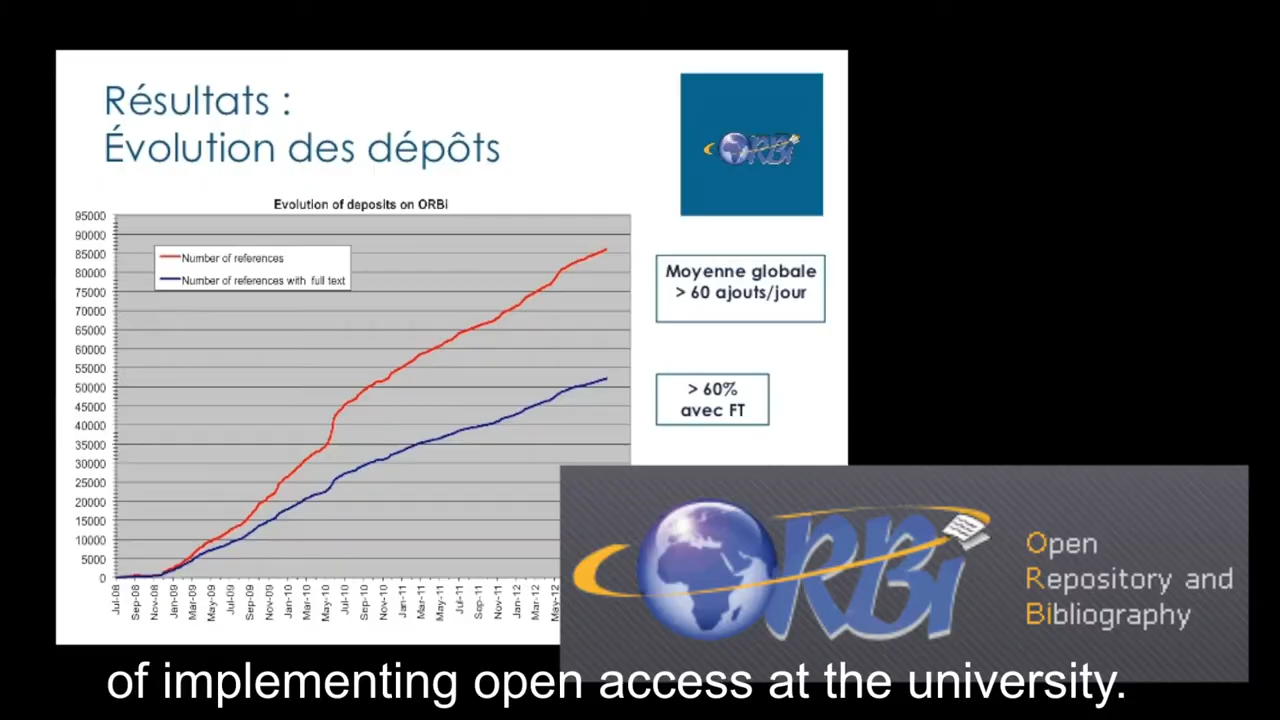 Résultats :
Évolution des dépôts
ORBi
Evolution of deposits on ORBi
95000
90000
85000
80000
75000
70000
65000
60000
55000
50000
45000
40000
35000
30000
25000
20000
15000
10000
5000
0
Number of references
Number of references with full text
Jul-08 Sep-08 Nov-08 Jan-09 Mar-09 May-09 Jul-09 Sep-09 Nov-09 Jan-10 Mar-10 May-10 Jul-10 Sep-10 Nov-10 Jan-11 Mar-11 May-11 Jul-11 Sep-11 Nov-11 Jan-12 Mar-12 May-12
Moyenne globale
> 60 ajouts/jour
> 60%
avec FT
ORBi
Open
Repository and
Bibliography
of implementing open access at the university.